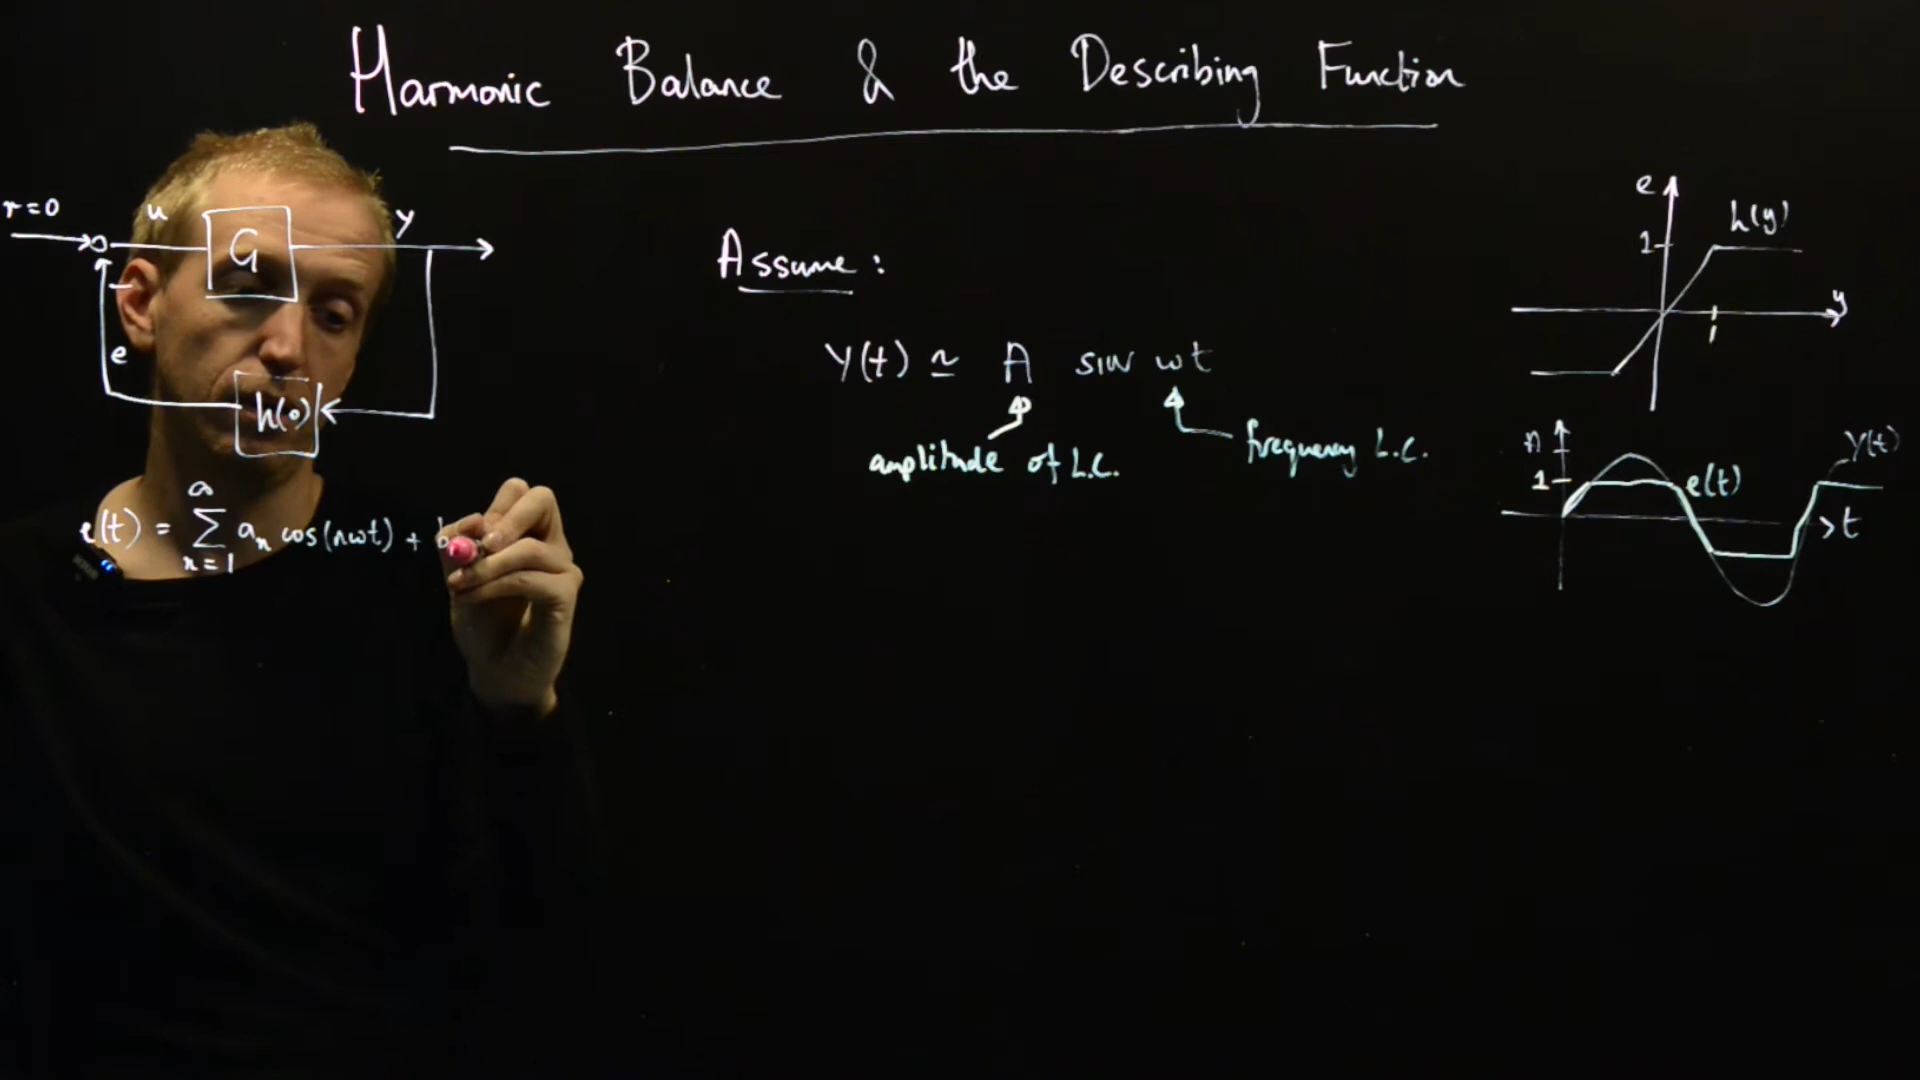 Harmonic Balance & the Describing Function
r=0
u
G
y
-
e
h(o)
Assume:
y(t) ≃ A sin ωt
amplitude of L.C.
frequency L.C.
e
h(y)
1
y
1
A
1
y(t)
e(t)
t
e(t) = ∑ aₙ cos(nωt) + b
n=1